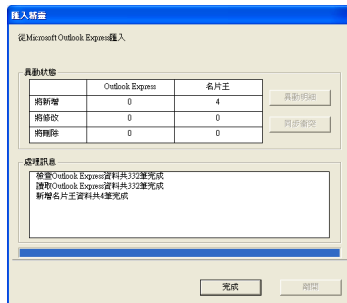 匯入精靈
從Microsoft Outlook Express匯入
異動狀態
Outlook Express 名片王
將新增 0 4
將修改 0 0
將刪除 0 0
異動明細
同步衝突
處理訊息
檢查Outlook Express資料共332筆完成
讀取Outlook Express資料共332筆完成
新增名片王資料共4筆完成
完成
離開